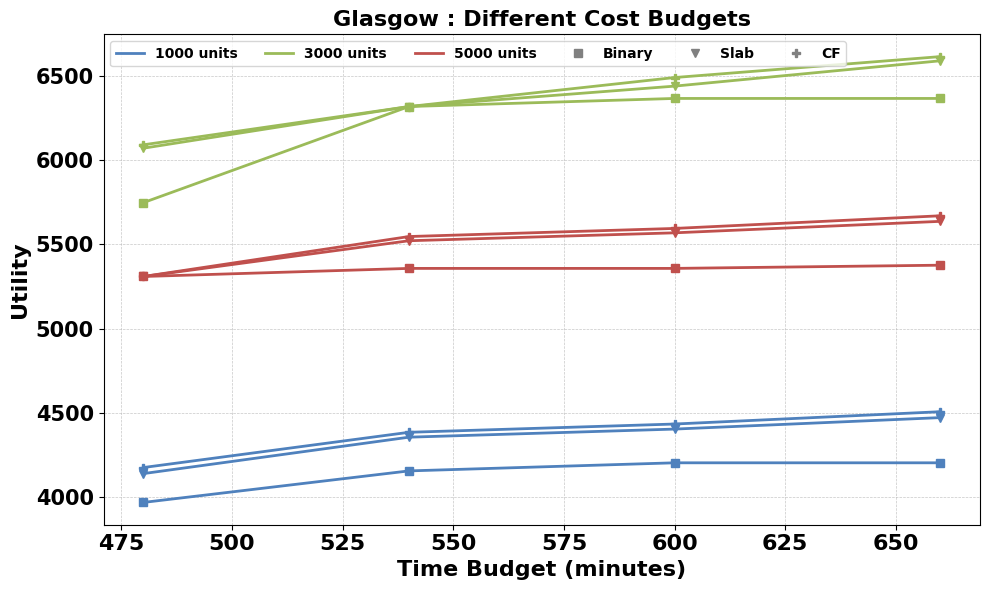 Glasgow : Different Cost Budgets
1000 units 3000 units 5000 units Binary Slab CF
6500
6000
5500
5000
4500
4000
Utility
475 500 525 550 575 600 625 650
Time Budget (minutes)